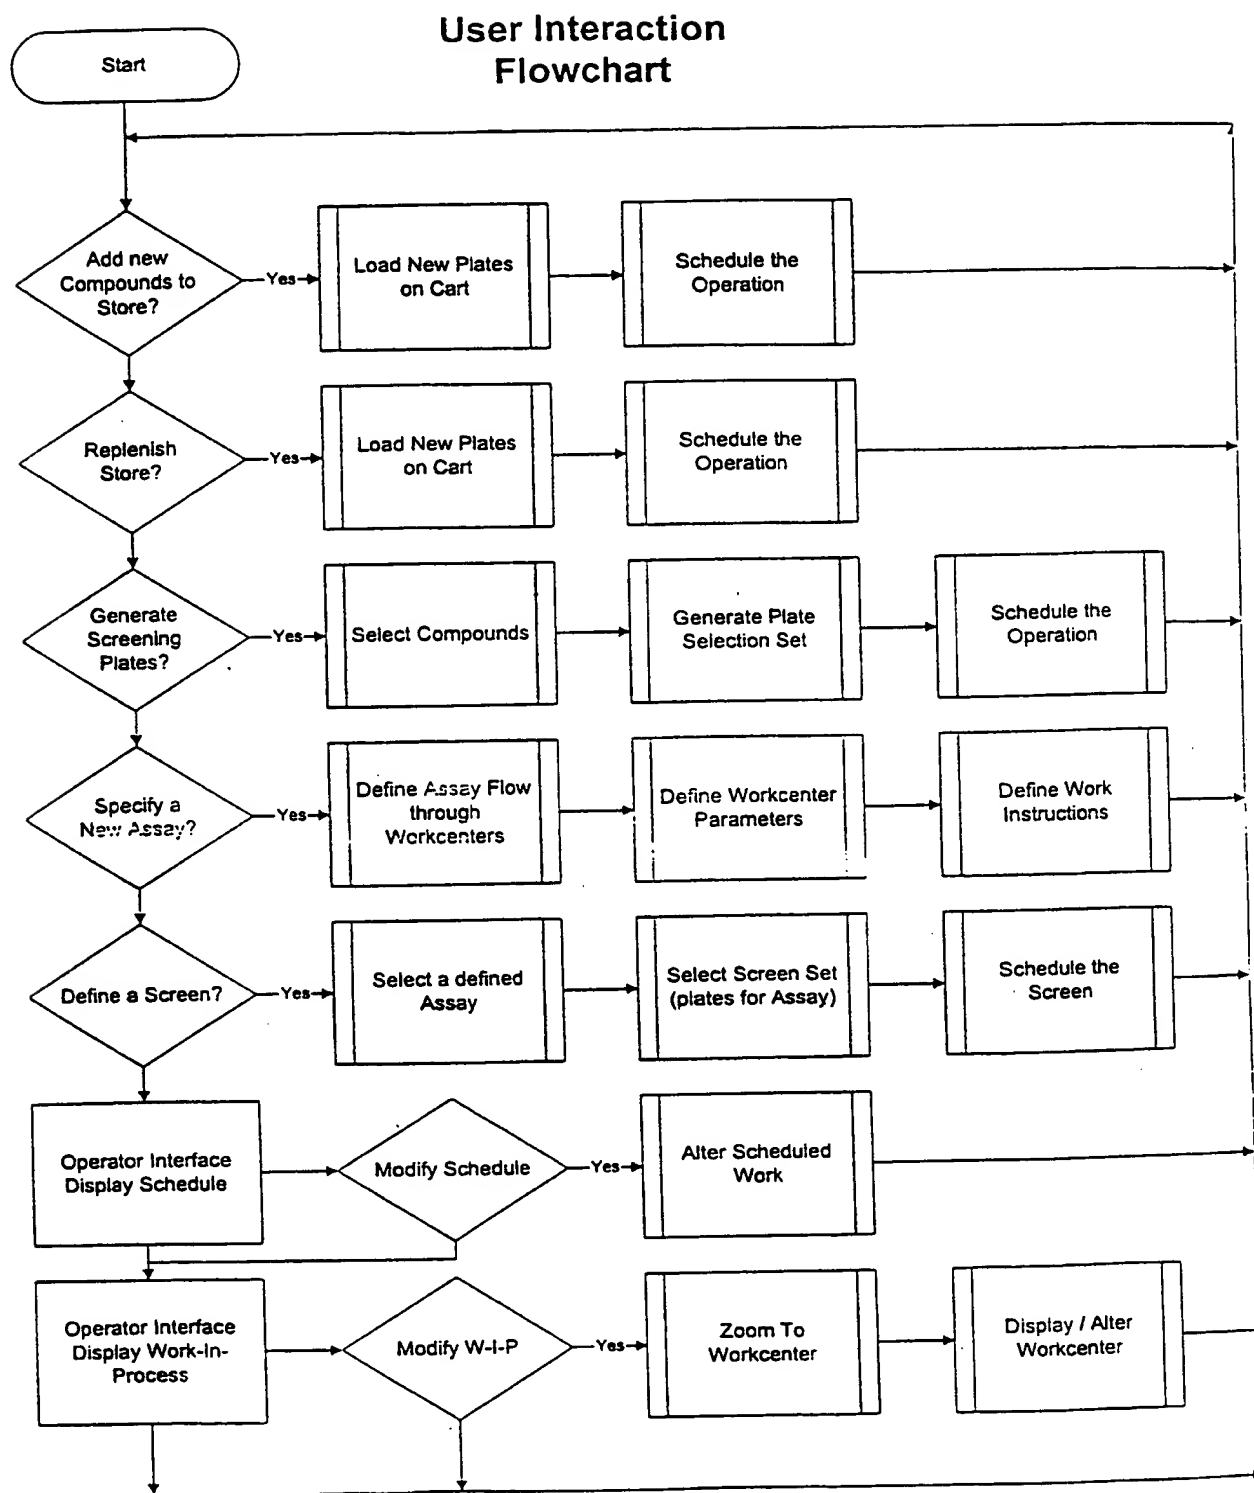 User Interaction
Flowchart
Start
Add new
Compounds to
Store?
Yes
Load New Plates
on Cart
Schedule the
Operation
Replenish
Store?
Yes
Load New Plates
on Cart
Schedule the
Operation
Generate
Screening
Plates?
Yes
Select Compounds
Generate Plate
Selection Set
Schedule the
Operation
Specify a
New Assay?
Yes
Define Assay Flow
through
Workcenters
Define Workcenter
Parameters
Define Work
Instructions
Define a Screen?
Yes
Select a defined
Assay
Select Screen Set
(plates for Assay)
Schedule the
Screen
Operator Interface
Display Schedule
Modify Schedule
Yes
Alter Scheduled
Work
Operator Interface
Display Work-In-
Process
Modify W-I-P
Yes
Zoom To
Workcenter
Display / Alter
Workcenter